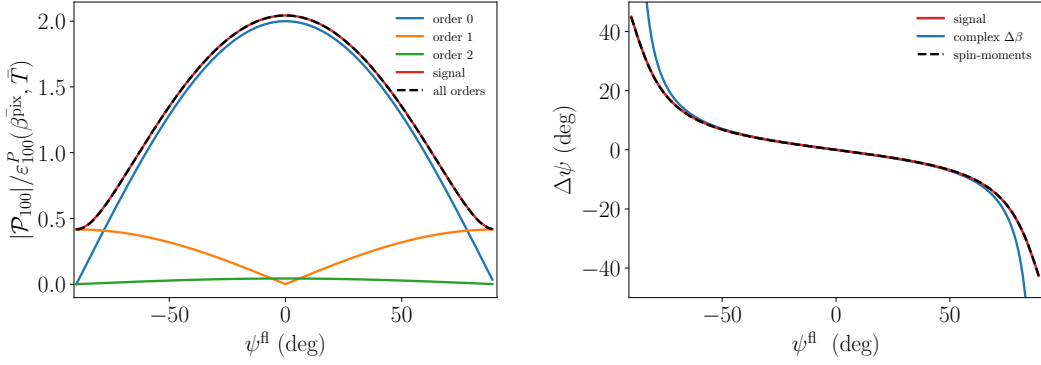 |𝒫₁₀₀|/ε^P_100(β̄^pix, T̄)
2.0
1.5
1.0
0.5
0.0
order 0
order 1
order 2
signal
all orders
−50
0
50
ψ^fl (deg)
Δψ (deg)
40
20
0
−20
−40
signal
complex Δβ
spin-moments
−50
0
50
ψ^fl (deg)